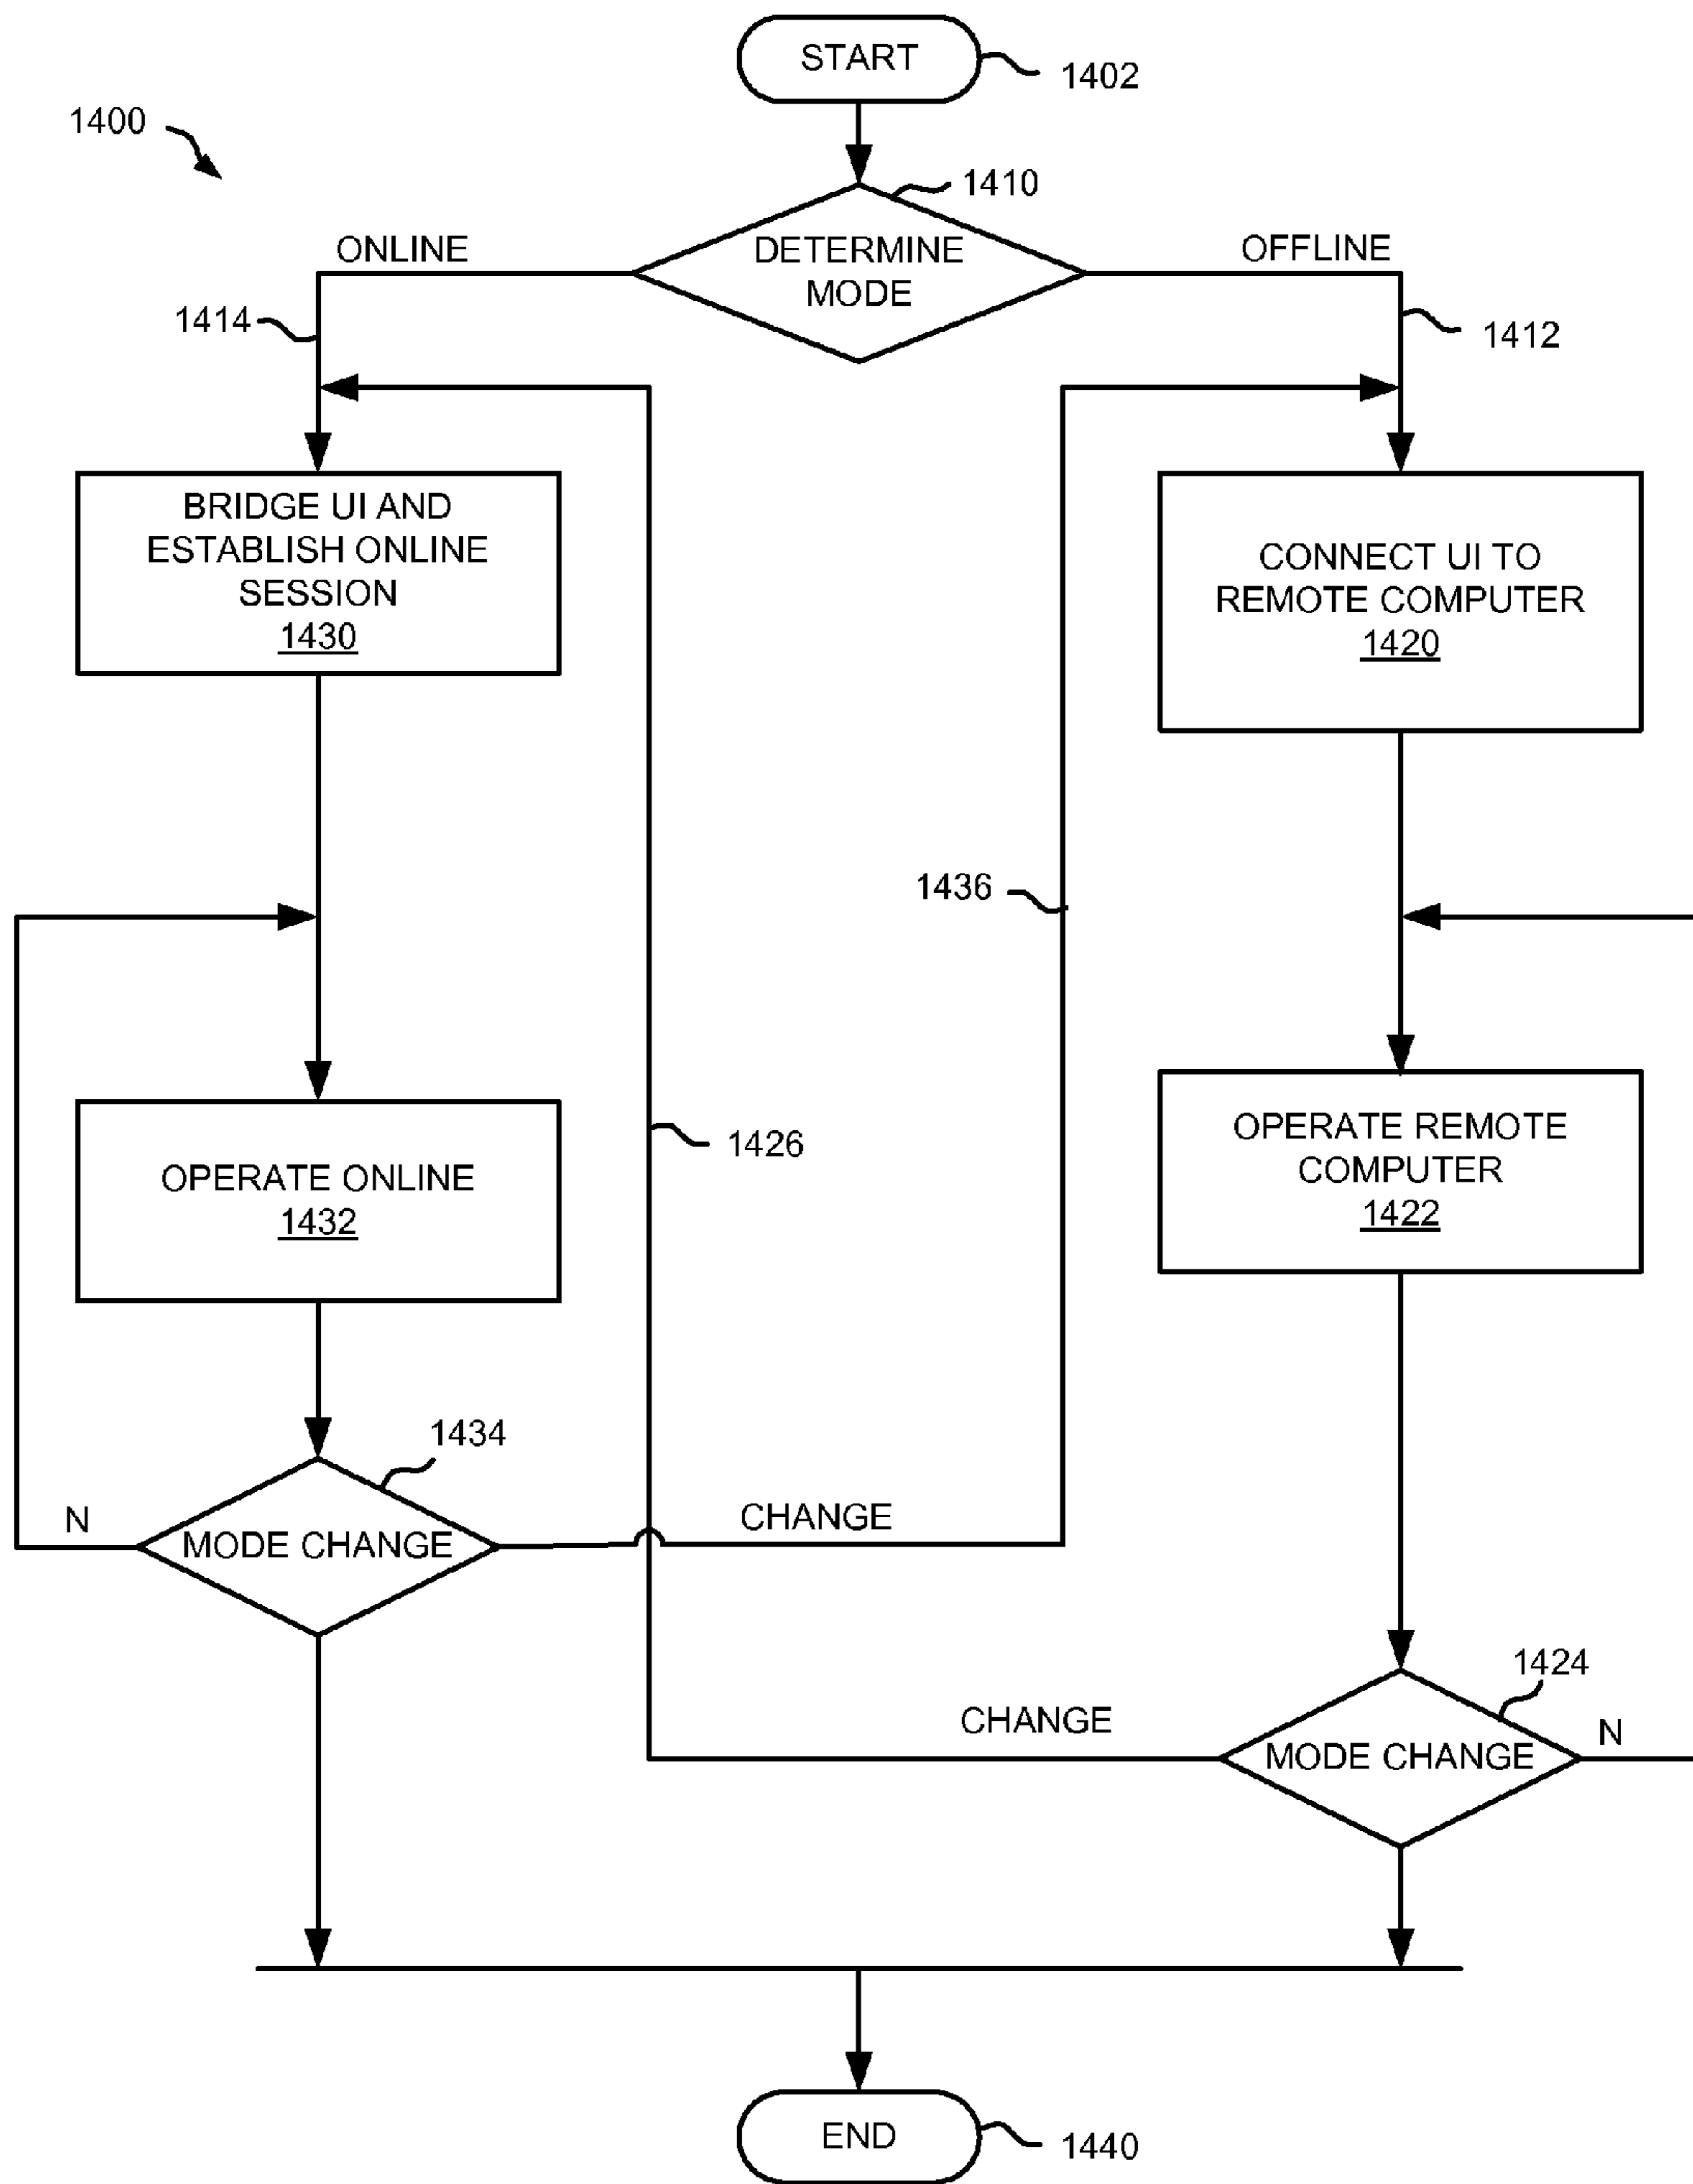 START
1402
1400
1410
DETERMINE
MODE
ONLINE
OFFLINE
1414
1412
BRIDGE UI AND
ESTABLISH ONLINE
SESSION
1430
CONNECT UI TO
REMOTE COMPUTER
1420
1436
1426
OPERATE REMOTE
COMPUTER
1422
OPERATE ONLINE
1432
1434
N
MODE CHANGE
CHANGE
1424
CHANGE
MODE CHANGE
N
END
1440